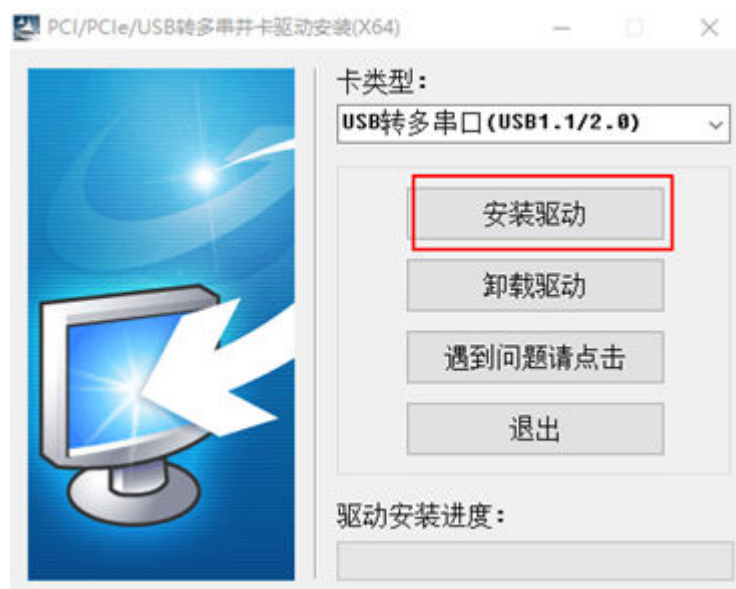 PCI/PCIe/USB转多串并卡驱动安装(X64)
卡类型：
USB转多串口(USB1.1/2.0)
安装驱动
卸载驱动
遇到问题请点击
退出
驱动安装进度：